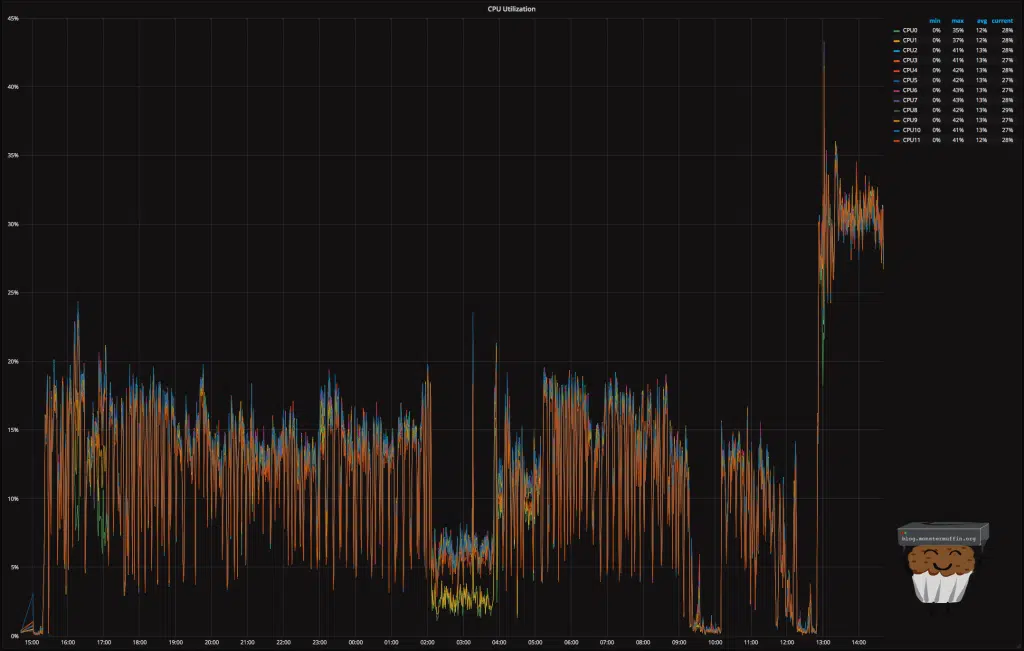 CPU Utilization
45%
40%
35%
30%
25%
20%
15%
10%
5%
0%
15:00 16:00 17:00 18:00 19:00 20:00 21:00 22:00 23:00 00:00 01:00 02:00 03:00 04:00 05:00 06:00 07:00 08:00 09:00 10:00 11:00 12:00 13:00 14:00
min max avg current
CPU0 0% 35% 12% 28%
CPU1 0% 37% 12% 28%
CPU2 0% 41% 13% 28%
CPU3 0% 41% 13% 27%
CPU4 0% 42% 13% 28%
CPU5 0% 42% 13% 27%
CPU6 0% 43% 13% 27%
CPU7 0% 43% 13% 28%
CPU8 0% 42% 13% 29%
CPU9 0% 42% 13% 27%
CPU10 0% 41% 13% 27%
CPU11 0% 41% 12% 28%
blog.monstermuffin.org